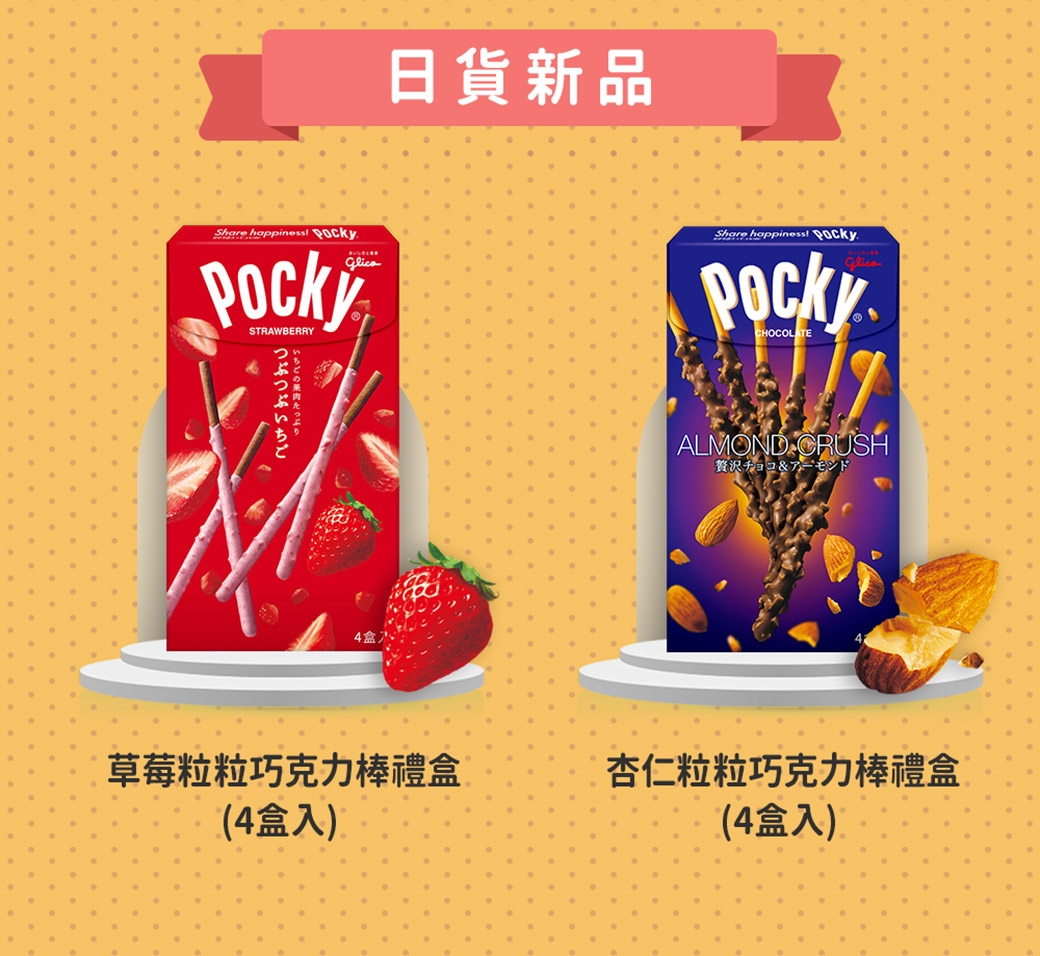 日貨新品
Share happiness! Pocky
Glico
Pocky®
STRAWBERRY
いちごの果肉たっぷり
つぶつぶいちご
4盒
草莓粒粒巧克力棒禮盒
(4盒入)
Share happiness! Pocky
Glico
Pocky®
CHOCOLATE
ALMOND CRUSH
贅沢チョコ&アーモンド
4
杏仁粒粒巧克力棒禮盒
(4盒入)